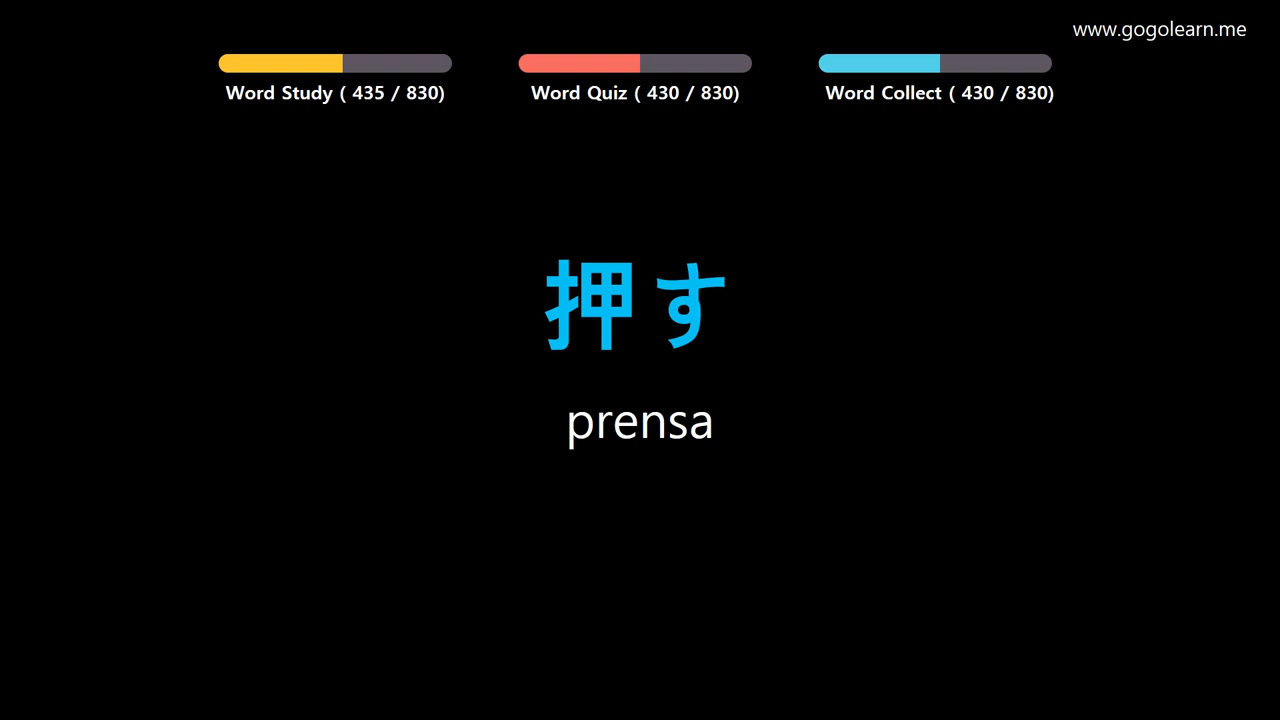 www.gogolearn.me
Word Study ( 435 / 830)
Word Quiz ( 430 / 830)
Word Collect ( 430 / 830)
押す
prensa